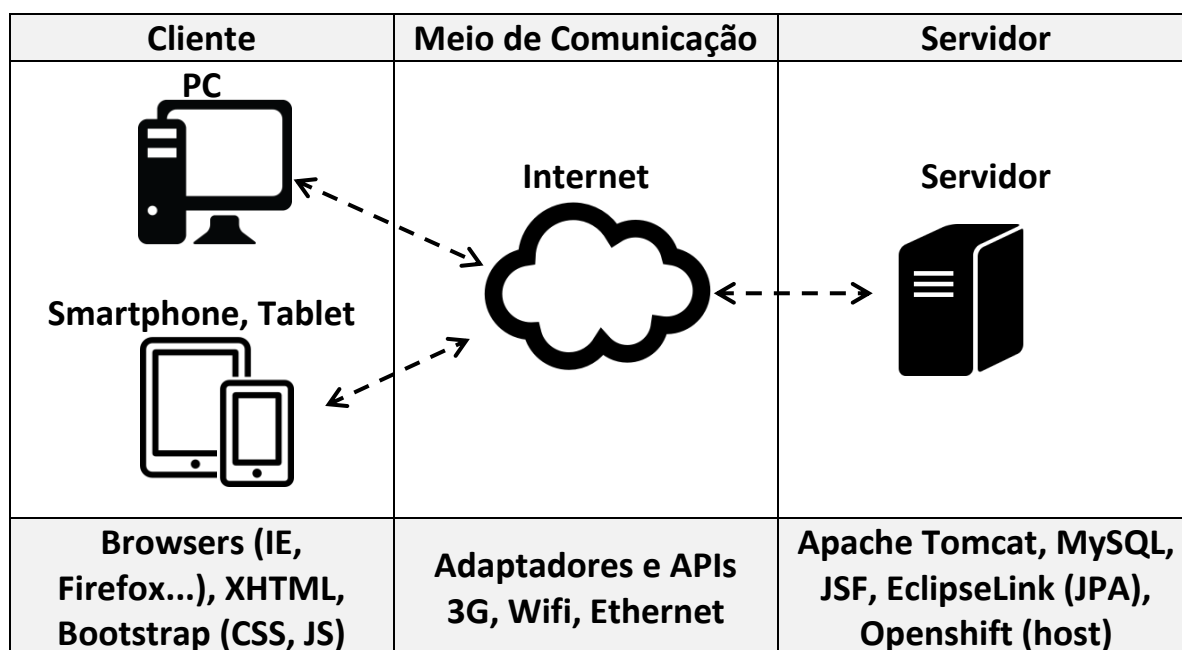 Cliente
Meio de Comunicação
Servidor
PC
Smartphone, Tablet
Internet
Servidor
Browsers (IE,
Firefox...), XHTML,
Bootstrap (CSS, JS)
Adaptadores e APIs
3G, Wifi, Ethernet
Apache Tomcat, MySQL,
JSF, EclipseLink (JPA),
Openshift (host)